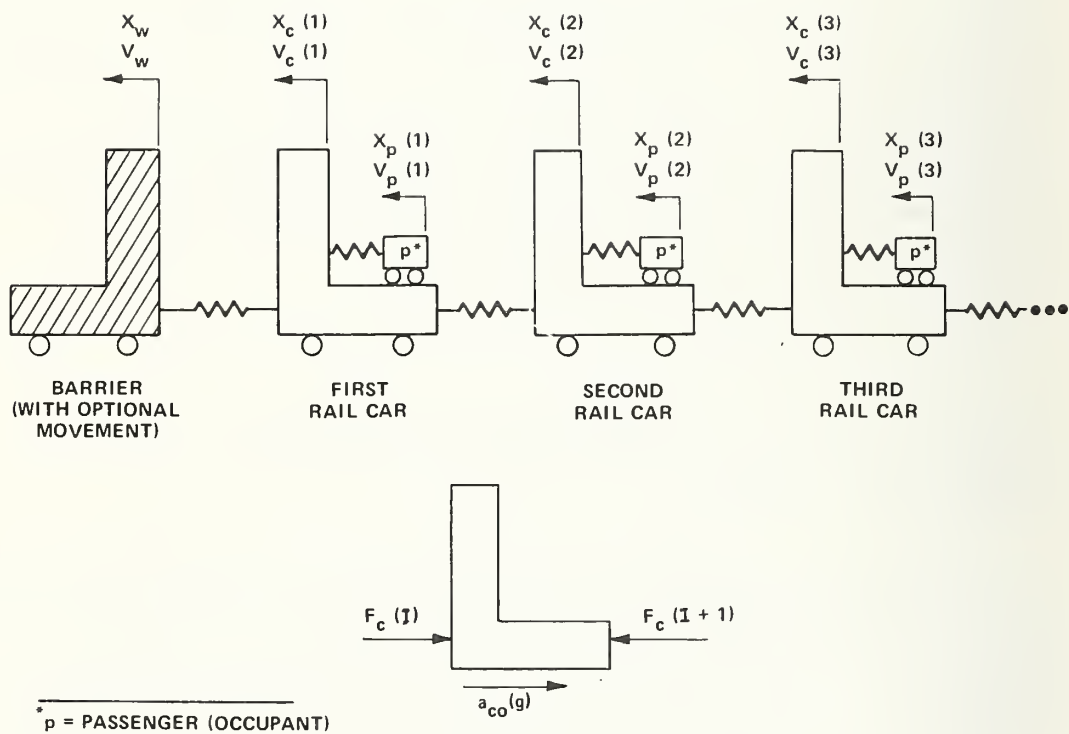 X_w X_c (1) X_c (2) X_c (3)
V_w V_c (1) V_c (2) V_c (3)
X_p (1) X_p (2) X_p (3)
V_p (1) V_p (2) V_p (3)
p* p* p*
BARRIER
(WITH OPTIONAL
MOVEMENT)
FIRST
RAIL CAR
SECOND
RAIL CAR
THIRD
RAIL CAR
F_c (I) F_c (I + 1)
a_co(g)
*p = PASSENGER (OCCUPANT)